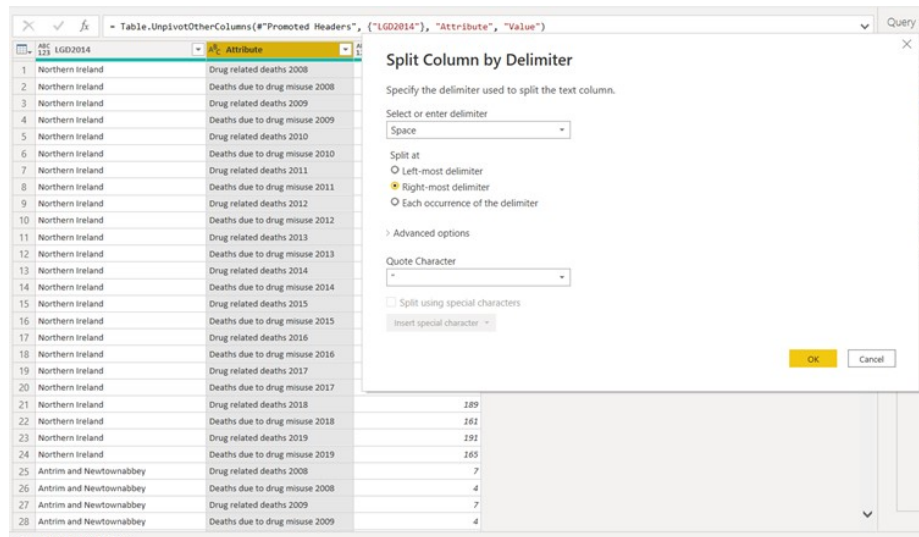 = Table.UnpivotOtherColumns(#"Promoted Headers", {"LGD2014"}, "Attribute", "Value")
Query
ABC 123 LGD2014 ABC Attribute
1 Northern Ireland Drug related deaths 2008
2 Northern Ireland Deaths due to drug misuse 2008
3 Northern Ireland Drug related deaths 2009
4 Northern Ireland Deaths due to drug misuse 2009
5 Northern Ireland Drug related deaths 2010
6 Northern Ireland Deaths due to drug misuse 2010
7 Northern Ireland Drug related deaths 2011
8 Northern Ireland Deaths due to drug misuse 2011
9 Northern Ireland Drug related deaths 2012
10 Northern Ireland Deaths due to drug misuse 2012
11 Northern Ireland Drug related deaths 2013
12 Northern Ireland Deaths due to drug misuse 2013
13 Northern Ireland Drug related deaths 2014
14 Northern Ireland Deaths due to drug misuse 2014
15 Northern Ireland Drug related deaths 2015
16 Northern Ireland Deaths due to drug misuse 2015
17 Northern Ireland Drug related deaths 2016
18 Northern Ireland Deaths due to drug misuse 2016
19 Northern Ireland Drug related deaths 2017
20 Northern Ireland Deaths due to drug misuse 2017
21 Northern Ireland Drug related deaths 2018 189
22 Northern Ireland Deaths due to drug misuse 2018 161
23 Northern Ireland Drug related deaths 2019 191
24 Northern Ireland Deaths due to drug misuse 2019 165
25 Antrim and Newtownabbey Drug related deaths 2008 7
26 Antrim and Newtownabbey Deaths due to drug misuse 2008 4
27 Antrim and Newtownabbey Drug related deaths 2009 7
28 Antrim and Newtownabbey Deaths due to drug misuse 2009 4
Split Column by Delimiter
Specify the delimiter used to split the text column.
Select or enter delimiter
Space
Split at
Left-most delimiter
Right-most delimiter
Each occurrence of the delimiter
Advanced options
Quote Character
"
Split using special characters
Insert special character
OK Cancel